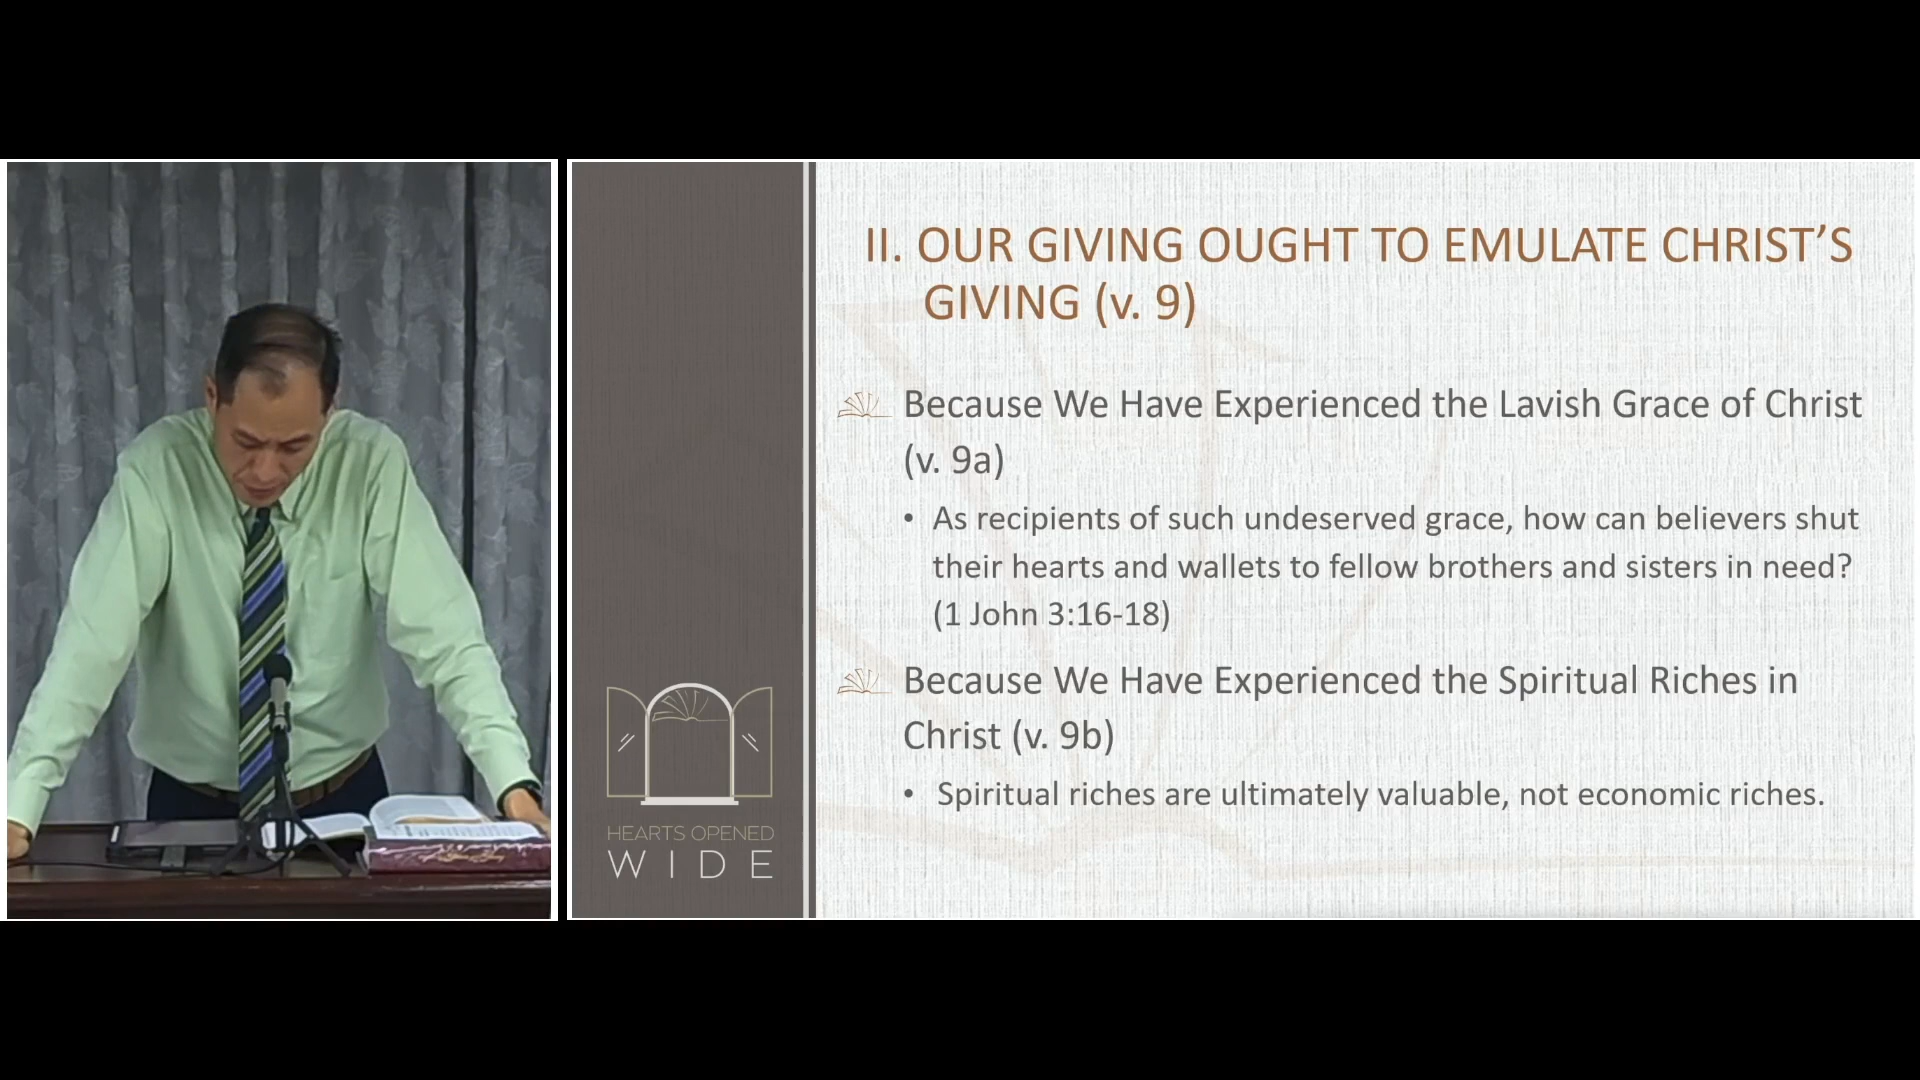 II. OUR GIVING OUGHT TO EMULATE CHRIST’S
GIVING (v. 9)
Because We Have Experienced the Lavish Grace of Christ
(v. 9a)
• As recipients of such undeserved grace, how can believers shut
their hearts and wallets to fellow brothers and sisters in need?
(1 John 3:16-18)
Because We Have Experienced the Spiritual Riches in
Christ (v. 9b)
• Spiritual riches are ultimately valuable, not economic riches.
HEARTS OPENED
WIDE